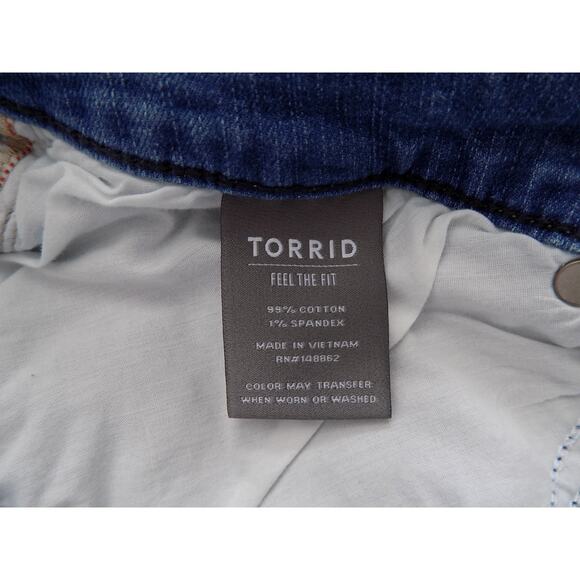 TORRID
FEEL THE FIT
99% COTTON
1% SPANDEX
MADE IN VIETNAM
RN#148862
COLOR MAY TRANSFER
WHEN WORN OR WASHED